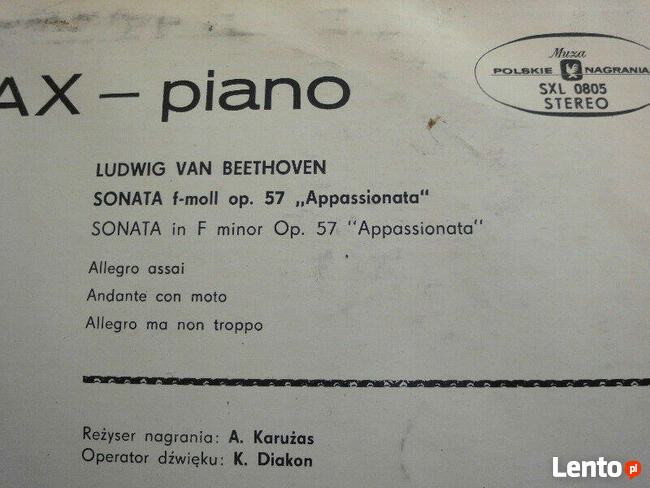 Muza
POLSKIE NAGRANIA
SXL 0805
STEREO
AX – piano
LUDWIG VAN BEETHOVEN
SONATA f-moll op. 57 „Appassionata"
SONATA in F minor Op. 57 "Appassionata"
Allegro assai
Andante con moto
Allegro ma non troppo
Reżyser nagrania: A. Karużas
Operator dźwięku: K. Diakon
Lento.pl